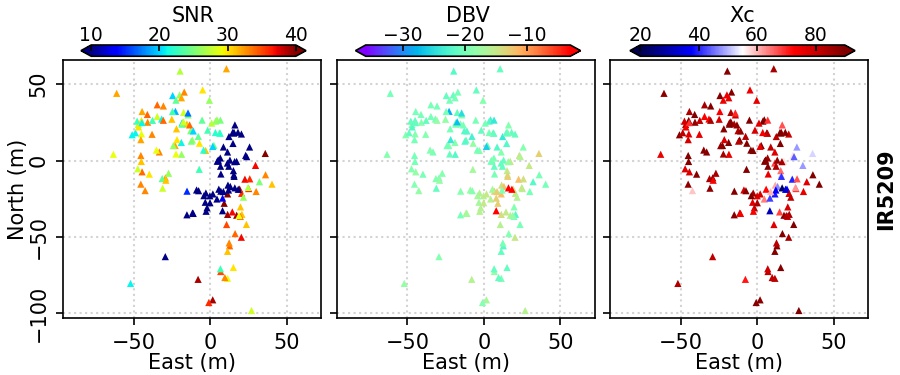 SNR DBV Xc
10 20 30 40 −30 −20 −10 20 40 60 80
50
0
−50
−100
North (m)
IR5209
−50 0 50 −50 0 50 −50 0 50
East (m) East (m) East (m)